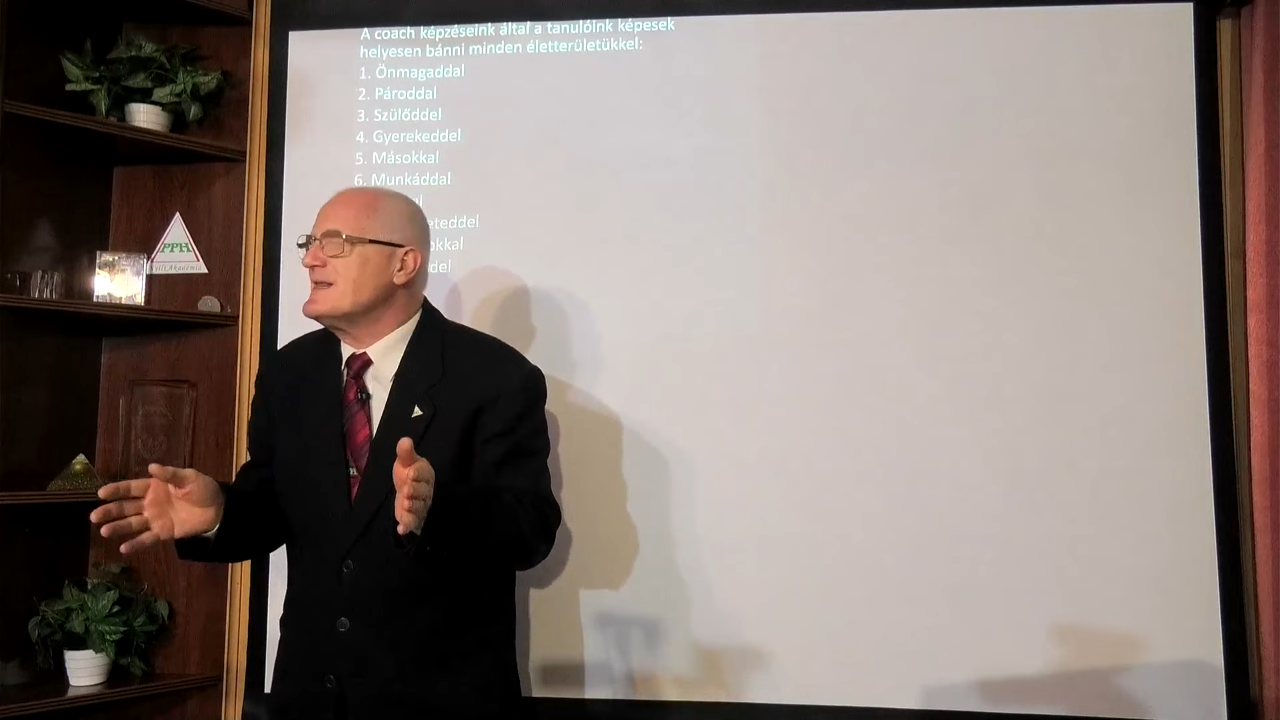 A coach képzéseink által a tanulóink képesek
helyesen bánni minden életterületükkel:
1. Önmagaddal
2. Pároddal
3. Szülőddel
4. Gyerekeddel
5. Másokkal
6. Munkáddal
PPH
Akadémia